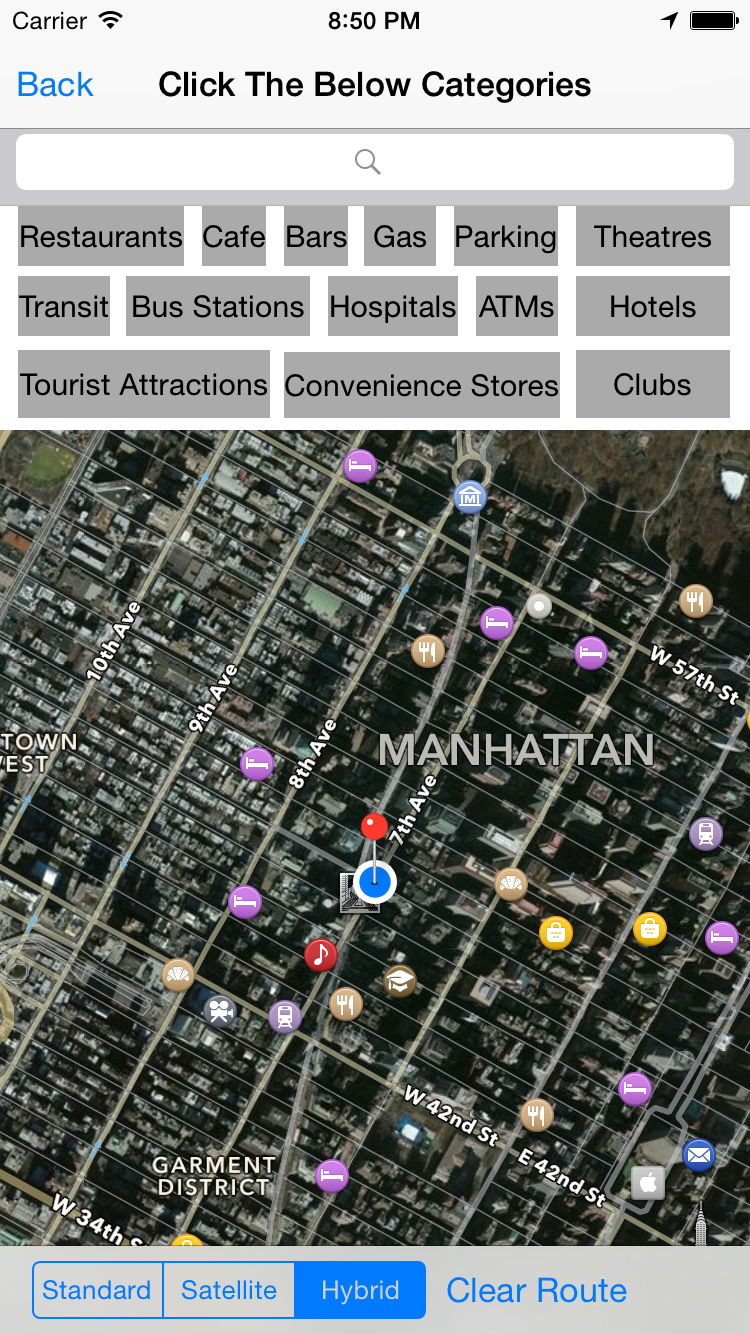 Carrier 8:50 PM
Back Click The Below Categories
Restaurants Cafe Bars Gas Parking Theatres
Transit Bus Stations Hospitals ATMs Hotels
Tourist Attractions Convenience Stores Clubs
10th Ave
9th Ave
W 57th St
8th Ave
TOWN
EST
MANHATTAN
7th Ave
W 42nd St
E 42nd St
GARMENT
DISTRICT
W 34th S
Standard Satellite Hybrid Clear Route